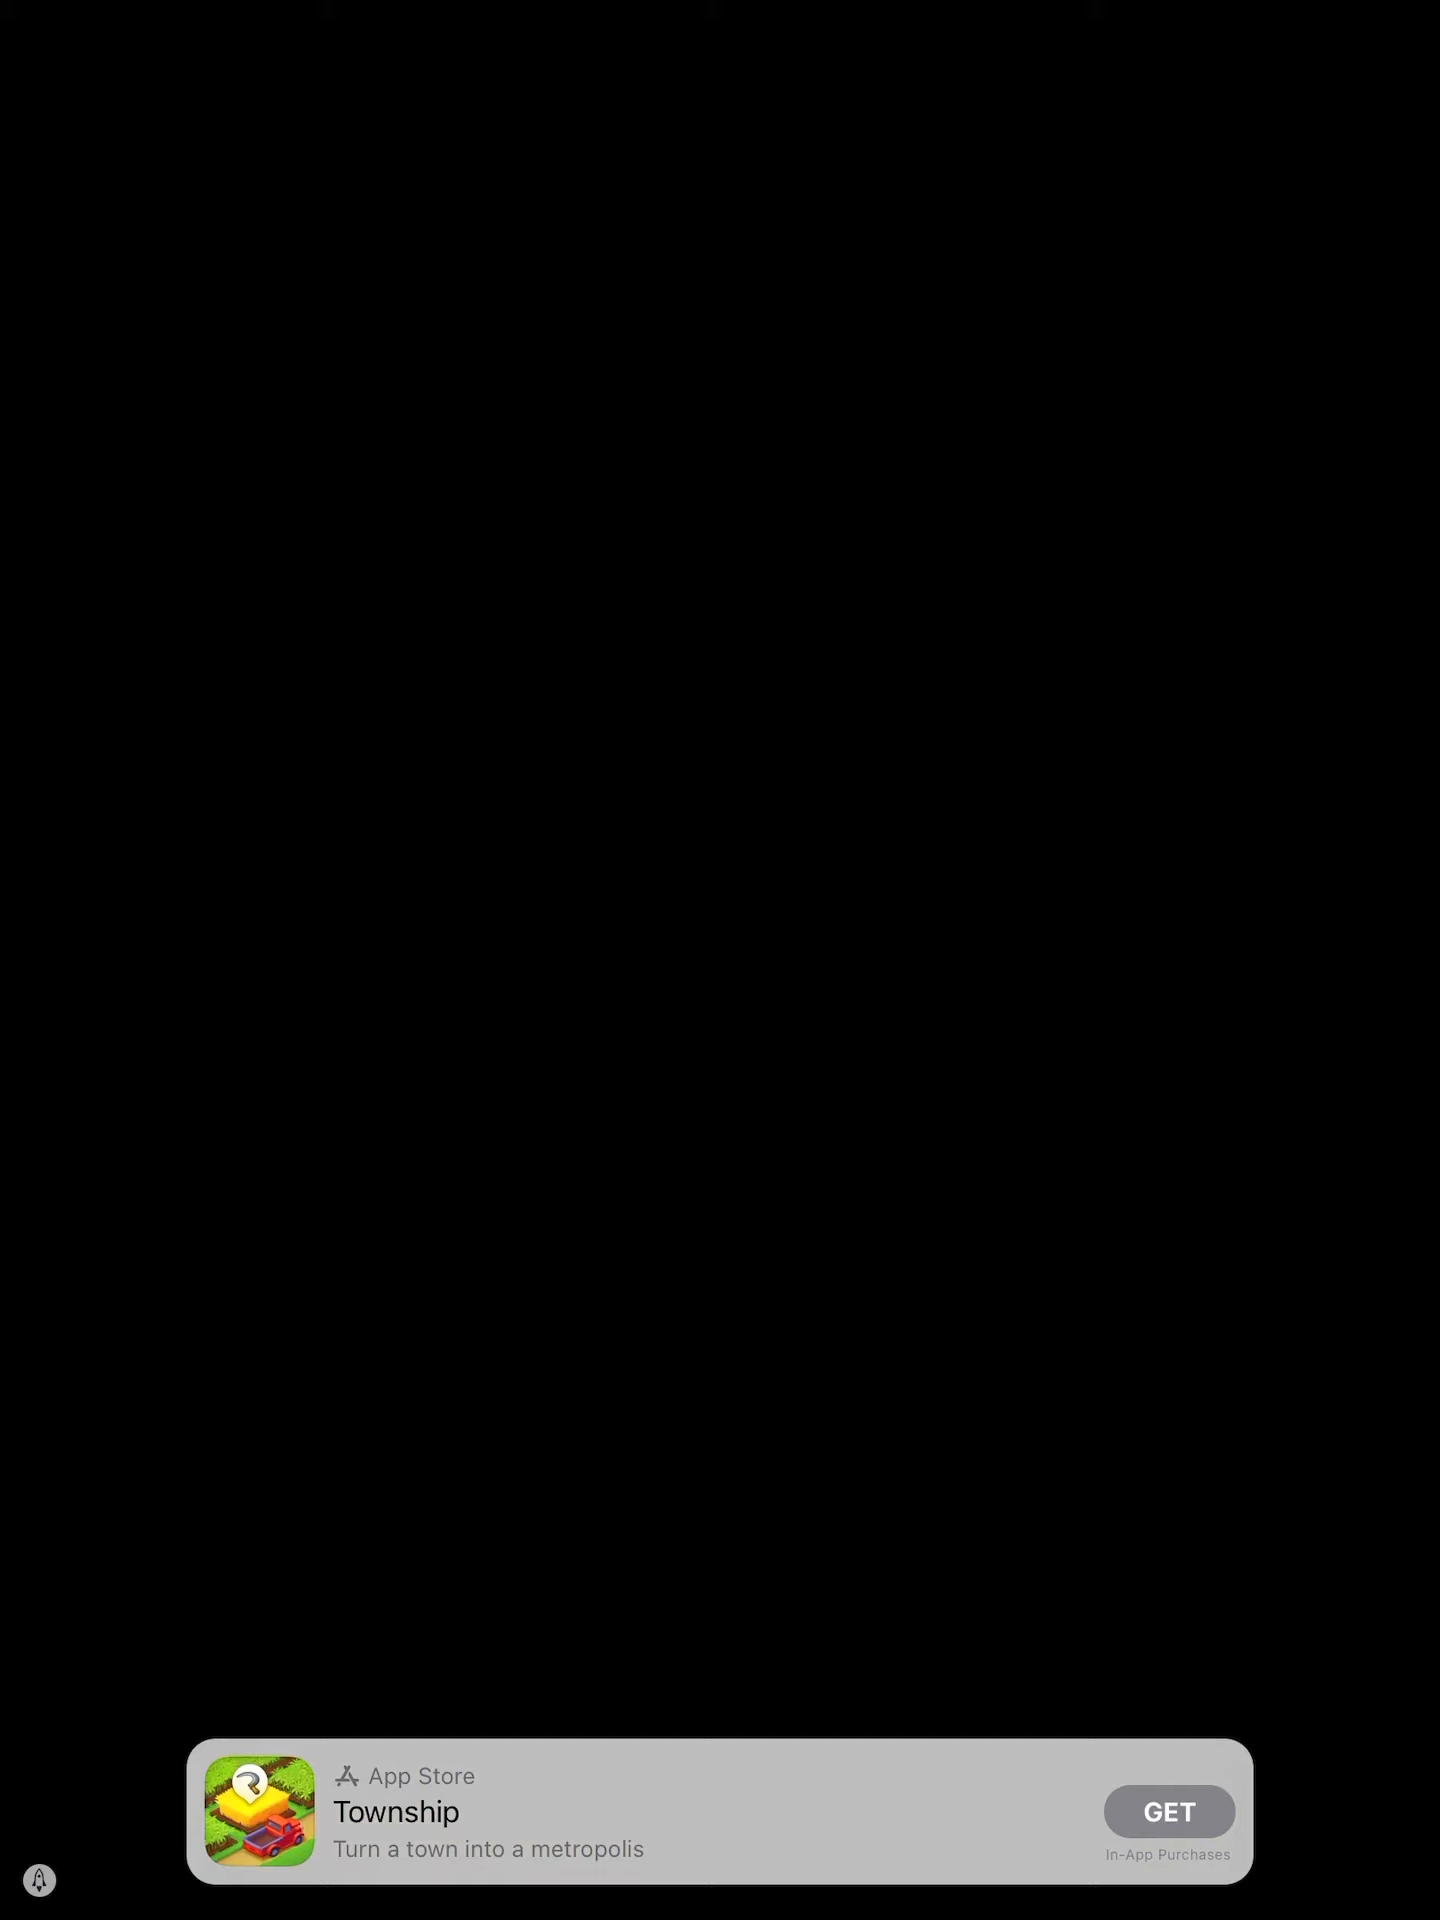 App Store
Township
Turn a town into a metropolis
GET
In-App Purchases